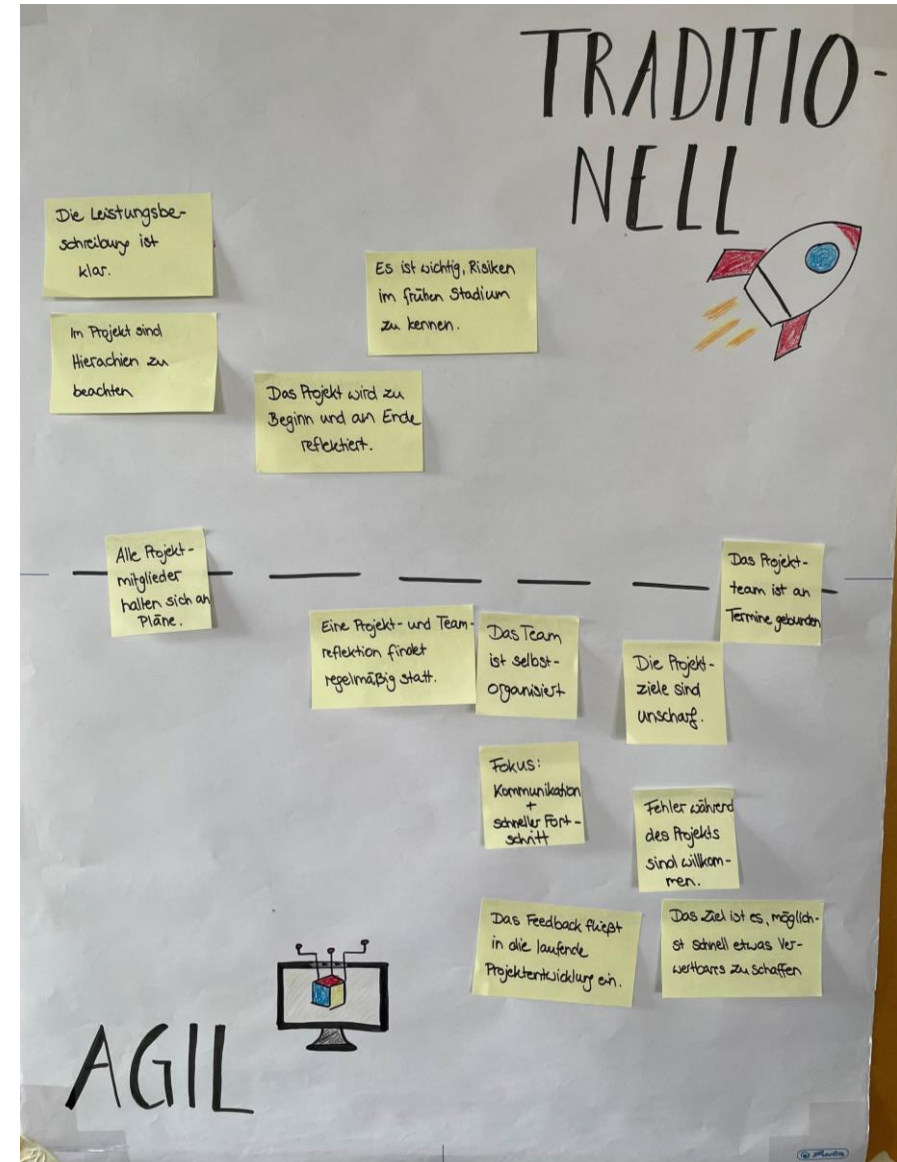 TRADITIO-
NELL
Die Leistungsbe-
schreibung ist
klar.
Es ist wichtig, Risiken
im frühen Stadium
zu kennen.
Im Projekt sind
Hierachien zu
beachten
Das Projekt wird zu
Beginn und am Ende
reflektiert.
Alle Projekt-
mitglieder
halten sich an
Pläne.
Das Projekt-
team ist an
Termine gebunden
Eine Projekt- und Team-
reflektion findet
regelmäßig statt.
Das Team
ist selbst-
organisiert
Die Projekt-
ziele sind
unscharf.
Fokus:
Kommunikation
+
schneller Fort-
schritt
Fehler während
des Projekts
sind willkom-
men.
Das Feedback fließt
in die laufende
Projektentwicklung ein.
Das Ziel ist es, möglich-
st schnell etwas Ver-
wertbares zu schaffen
AGIL